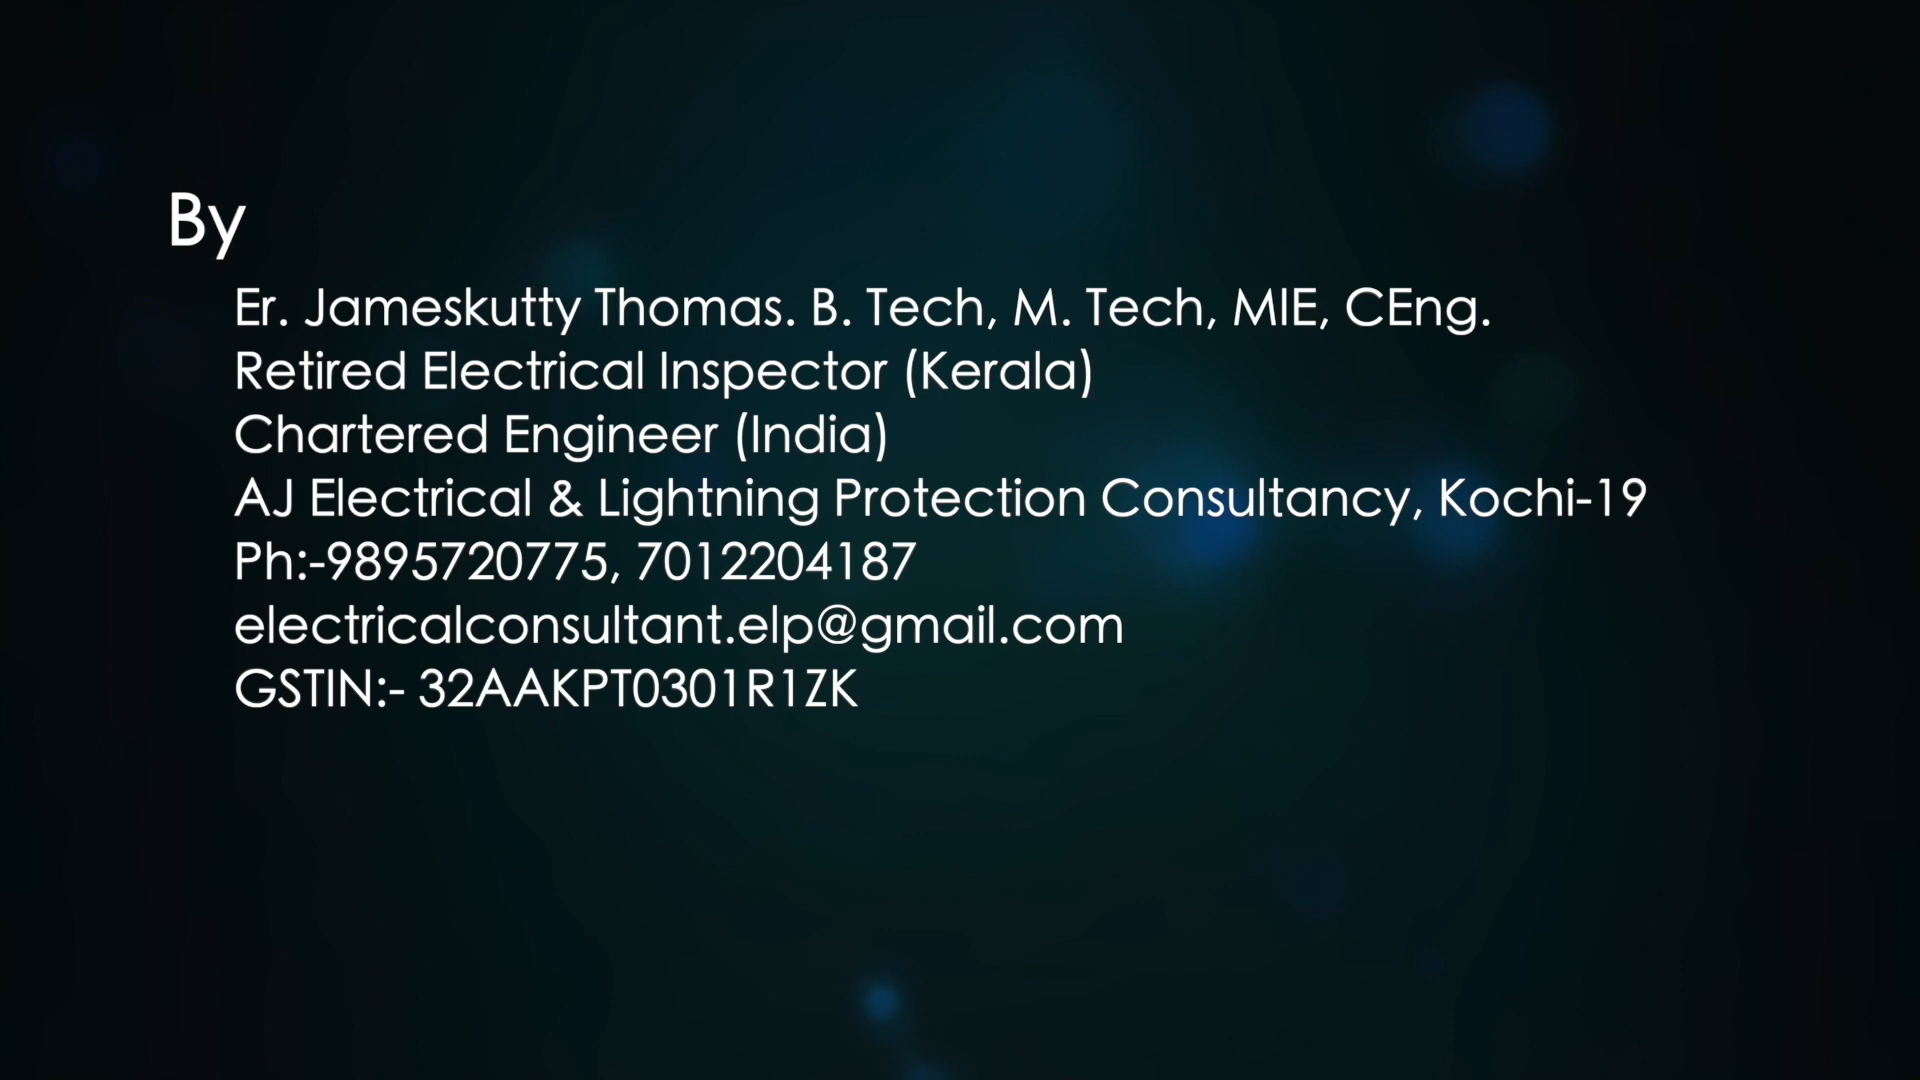 By
Er. Jameskutty Thomas. B. Tech, M. Tech, MIE, CEng.
Retired Electrical Inspector (Kerala)
Chartered Engineer (India)
AJ Electrical & Lightning Protection Consultancy, Kochi-19
Ph:-9895720775, 7012204187
electricalconsultant.elp@gmail.com
GSTIN:- 32AAKPT0301R1ZK